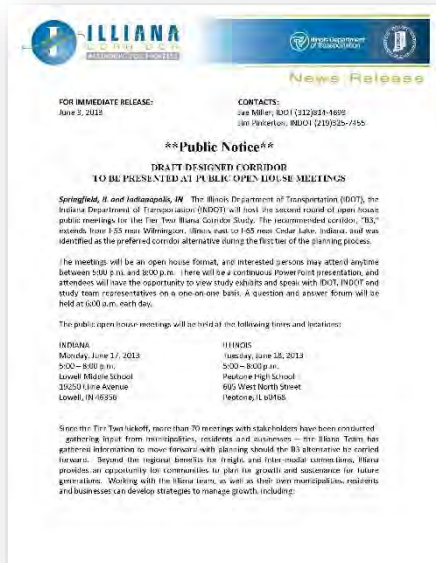 ILLIANA
CORRIDOR
Illinois Department
of Transportation
News Release
FOR IMMEDIATE RELEASE:
June 3, 2013
CONTACTS:
Jae Miller, IDOT (312)814-4693
Jim Pinkerton, INDOT (219)325-7455
**Public Notice**
DRAFT DESIGNED CORRIDOR
TO BE PRESENTED AT PUBLIC OPEN HOUSE MEETINGS
Springfield, IL and Indianapolis, IN The Illinois Department of Transportation (IDOT), the
Indiana Department of Transportation (INDOT) will host the second round of open house
public meetings for the Tier Two Illiana Corridor Study. The recommended corridor, "B3,"
extends from I-55 near Wilmington, Illinois east to I-65 near Cedar Lake, Indiana, and was
identified as the preferred corridor alternative during the first tier of the planning process.
The meetings will be an open house format, and interested persons may attend anytime
between 5:00 p.m. and 8:00 p.m. There will be a continuous PowerPoint presentation, and
attendees will have the opportunity to view study exhibits and speak with IDOT, INDOT and
study team representatives on a one-on-one basis. A question and answer forum will be
held at 6:00 p.m. each day.
The public open house meetings will be held at the following times and locations:
INDIANA
Monday, June 17, 2013
5:00 – 8:00 p.m.
Lowell Middle School
19250 Cline Avenue
Lowell, IN 46356
ILLINOIS
Tuesday, June 18, 2013
5:00 – 8:00 p.m.
Peotone High School
605 West North Street
Peotone, IL 60468
Since the Tier Two kickoff, more than 70 meetings with stakeholders have been conducted
gathering input from municipalities, residents and businesses – the Illiana Team has
gathered information to move forward with planning should the B3 alternative be carried
forward. Beyond the regional benefits for freight and inter-modal connections, Illiana
provides an opportunity for communities to plan for growth and sustenance for future
generations. Working with the Illiana team, as well as their own municipalities, residents
and businesses can develop strategies to manage growth, including: